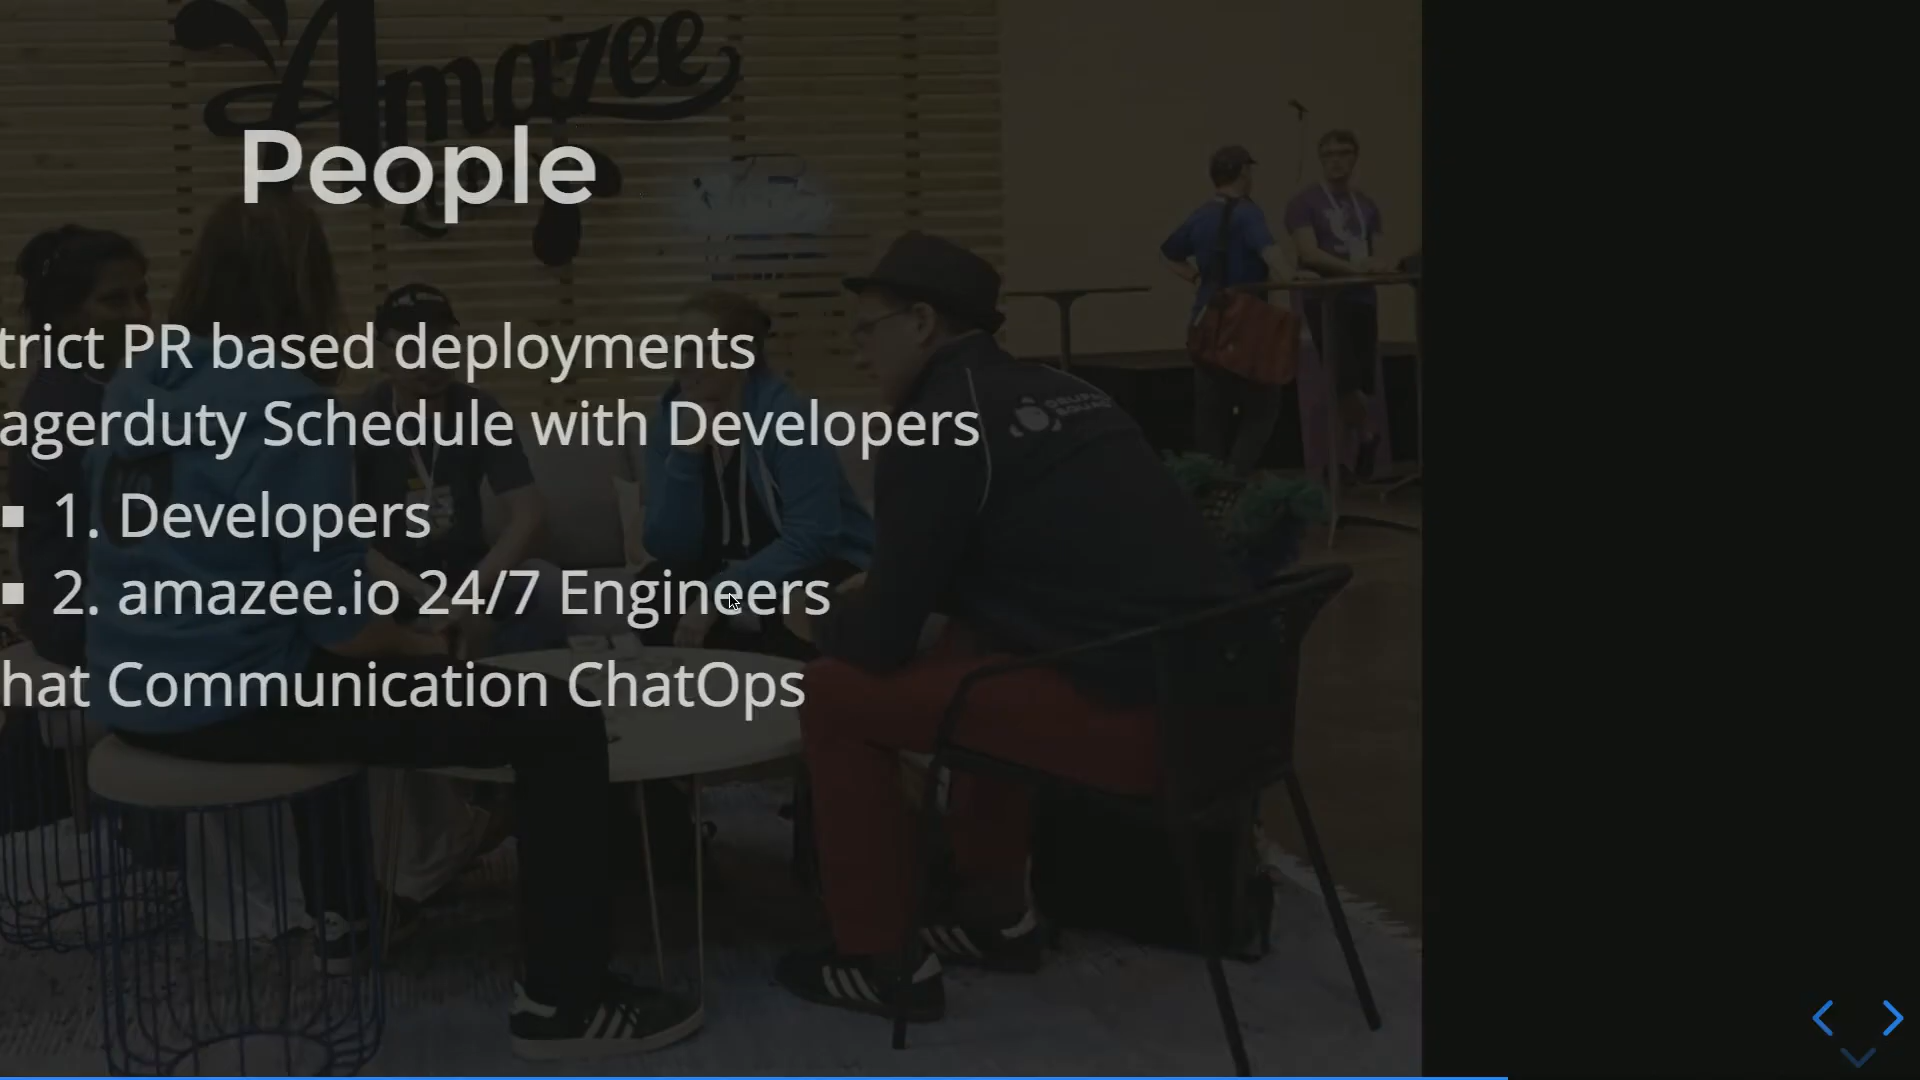 Amazee
People
trict PR based deployments
agerduty Schedule with Developers
1. Developers
2. amazee.io 24/7 Engineers
hat Communication ChatOps